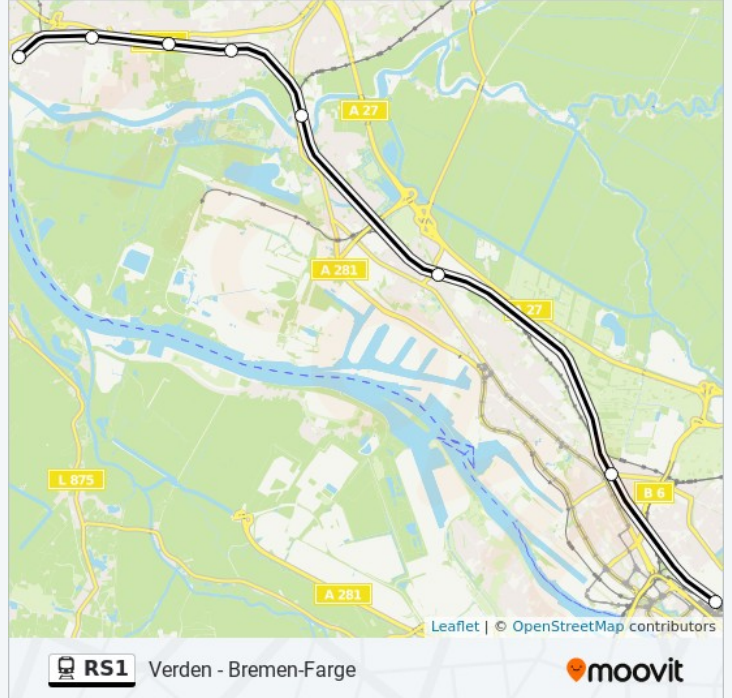 A 27
A 281
A 27
L 875
B 6
A 281
Leaflet | © OpenStreetMap contributors
RS1 Verden - Bremen-Farge
moovit